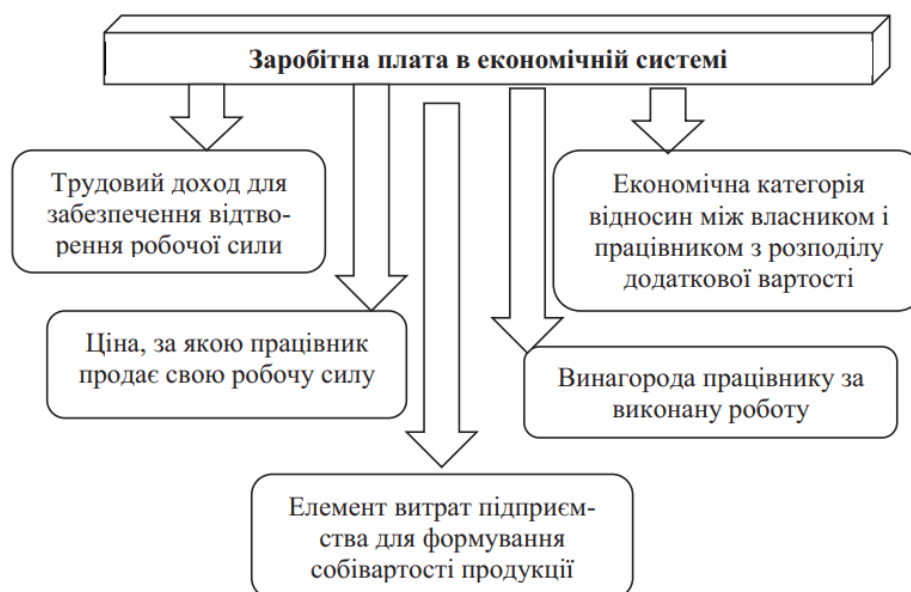 Заробітна плата в економічній системі
Трудовий доход для
забезпечення відтво-
рення робочої сили
Економічна категорія
відносин між власником і
працівником з розподілу
додаткової вартості
Ціна, за якою працівник
продає свою робочу силу
Винагорода працівнику за
виконану роботу
Елемент витрат підприєм-
ства для формування
собівартості продукції